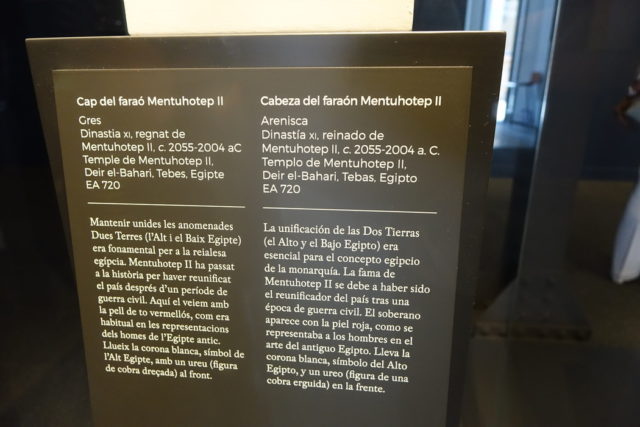 Cap del faraó Mentuhotep II
Gres
Dinastia XI, regnat de
Mentuhotep II, c. 2055-2004 aC
Temple de Mentuhotep II,
Deir el-Bahari, Tebes, Egipte
EA 720
Mantenir unides les anomenades
Dues Terres (l'Alt i el Baix Egipte)
era fonamental per a la reialesa
egípcia. Mentuhotep II ha passat
a la història per haver reunificat
el país després d'un període de
guerra civil. Aquí el veiem amb
la pell de to vermellós, com era
habitual en les representacions
dels homes de l'Egipte antic.
Llueix la corona blanca, símbol de
l'Alt Egipte, amb un ureu (figura
de cobra dreçada) al front.
Cabeza del faraón Mentuhotep II
Arenisca
Dinastía XI, reinado de
Mentuhotep II, c. 2055-2004 a. C.
Templo de Mentuhotep II,
Deir el-Bahari, Tebas, Egipto
EA 720
La unificación de las Dos Tierras
(el Alto y el Bajo Egipto) era
esencial para el concepto egipcio
de la monarquía. La fama de
Mentuhotep II se debe a haber sido
el reunificador del país tras una
época de guerra civil. El soberano
aparece con la piel roja, como se
representaba a los hombres en el
arte del antiguo Egipto. Lleva la
corona blanca, símbolo del Alto
Egipto, y un ureo (figura de una
cobra erguida) en la frente.